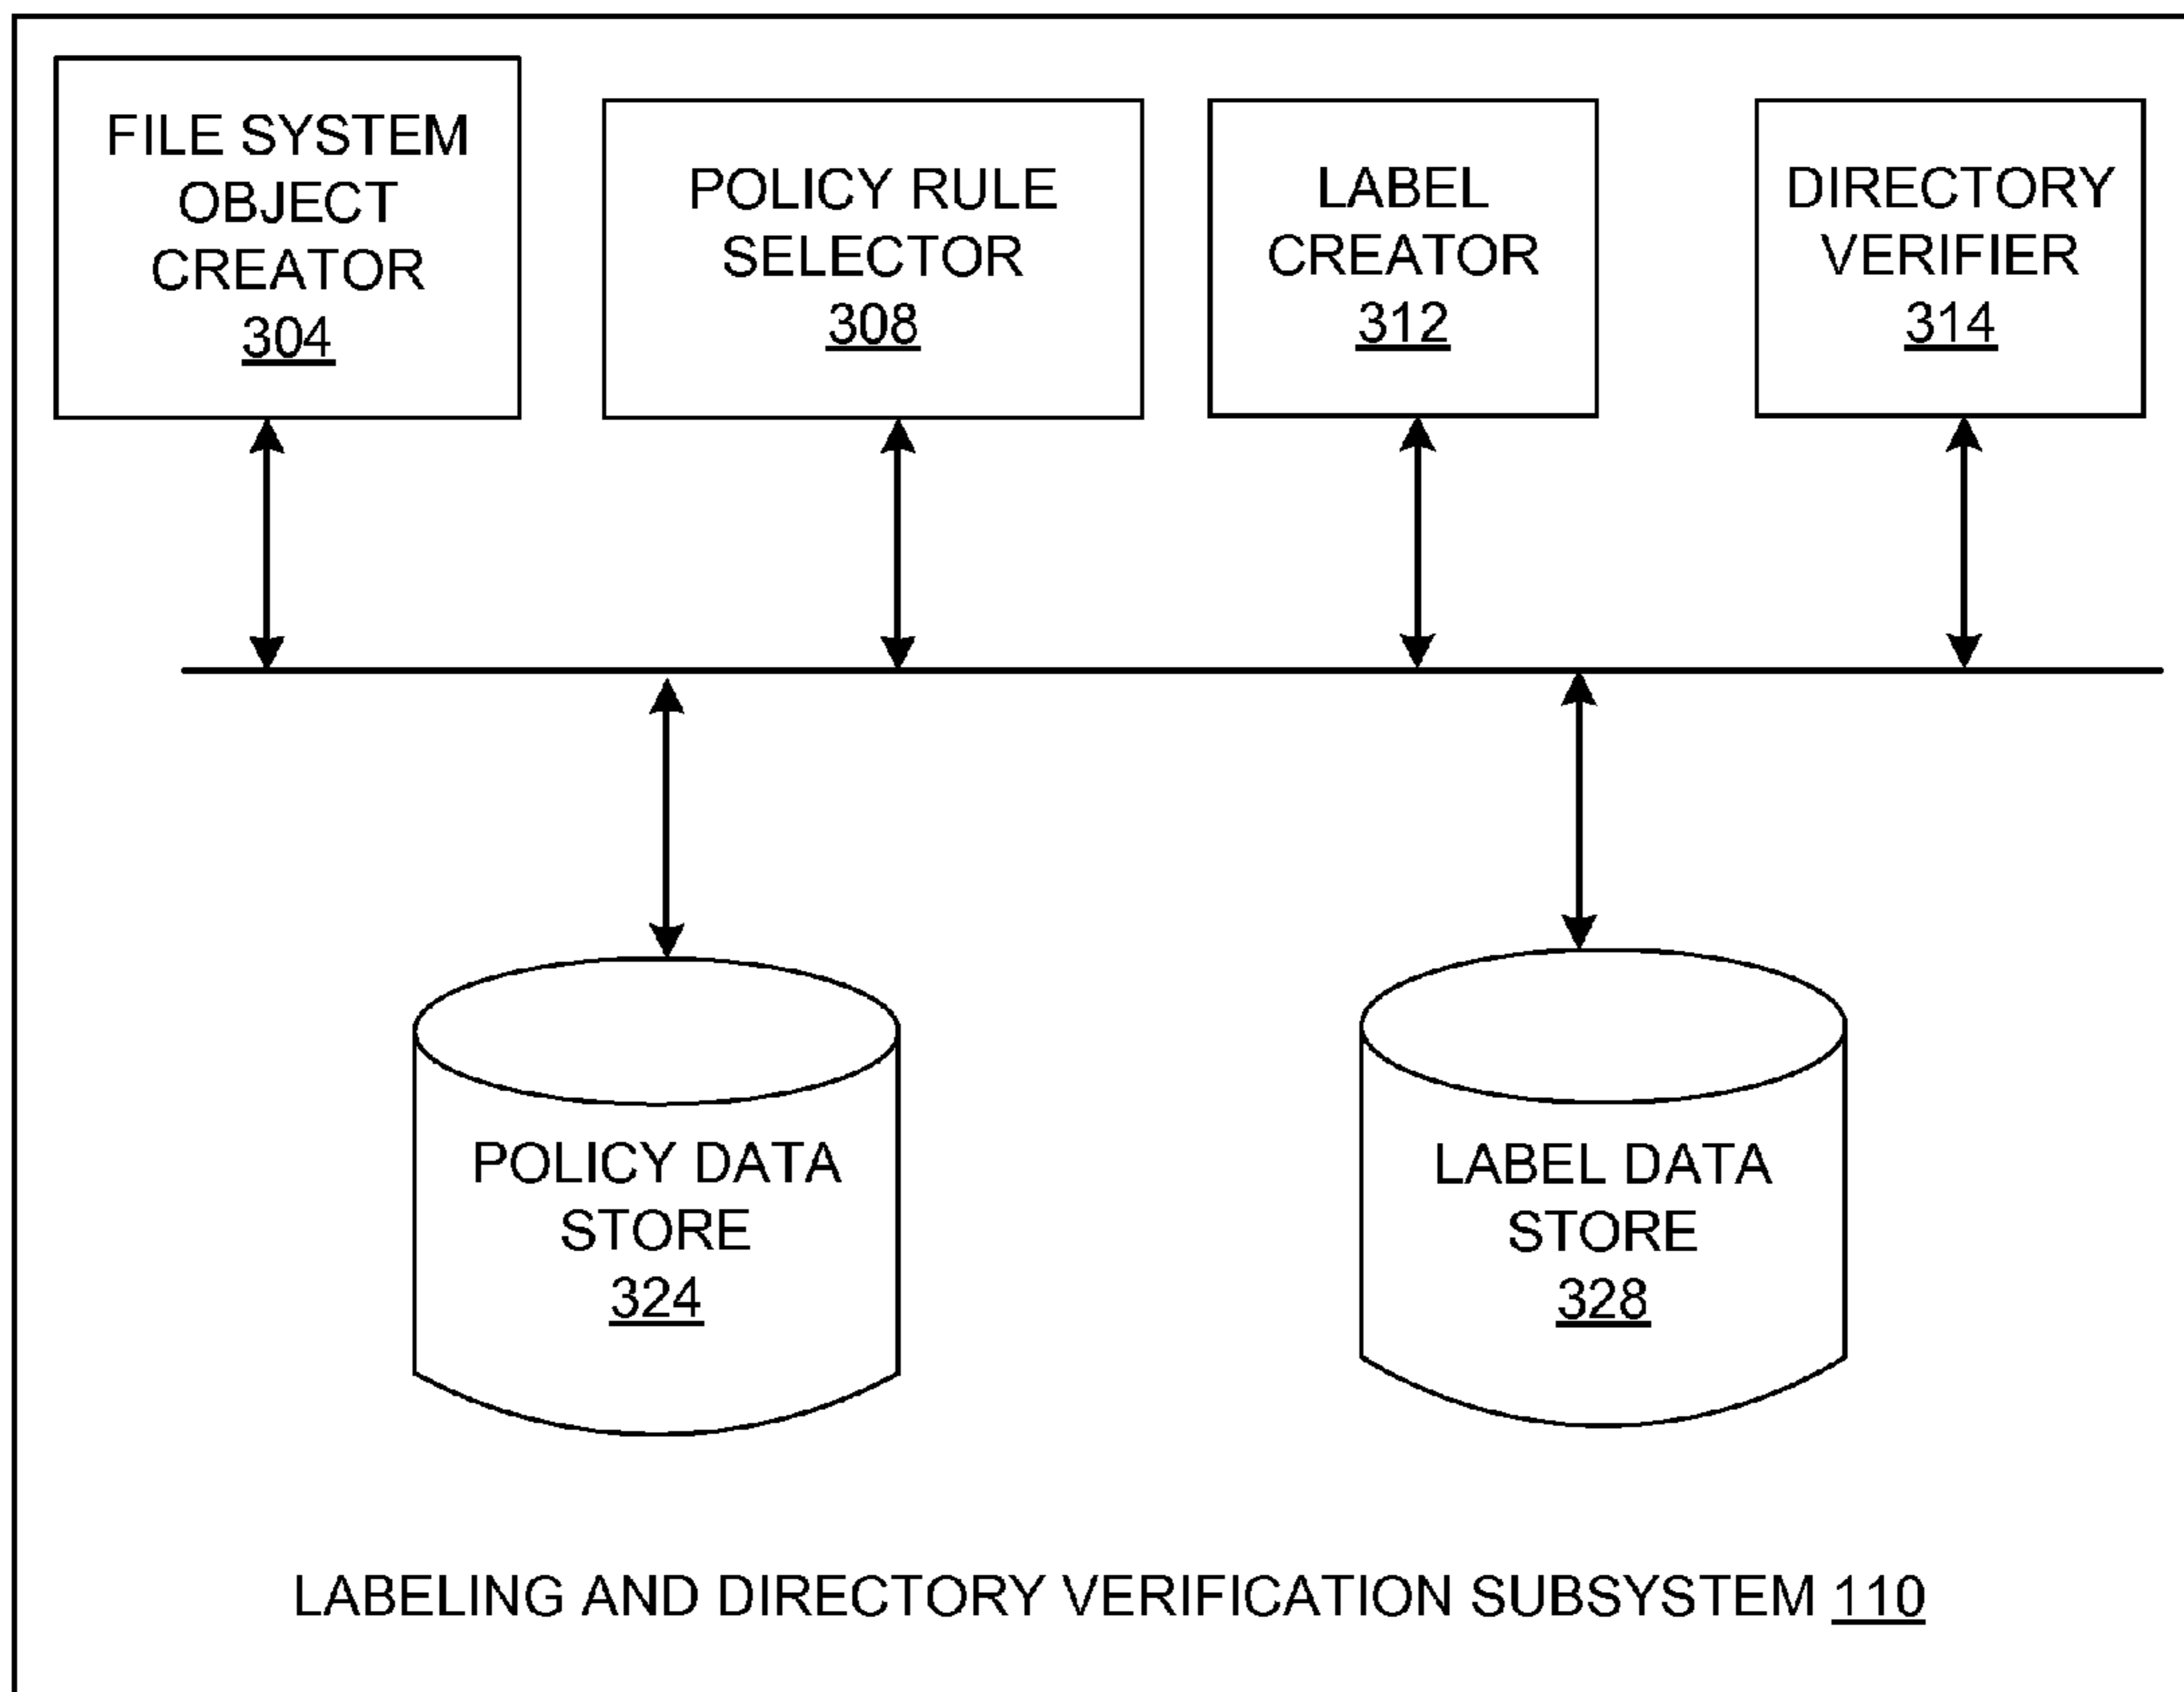 FILE SYSTEM
OBJECT
CREATOR
304
POLICY RULE
SELECTOR
308
LABEL
CREATOR
312
DIRECTORY
VERIFIER
314
POLICY DATA
STORE
324
LABEL DATA
STORE
328
LABELING AND DIRECTORY VERIFICATION SUBSYSTEM 110